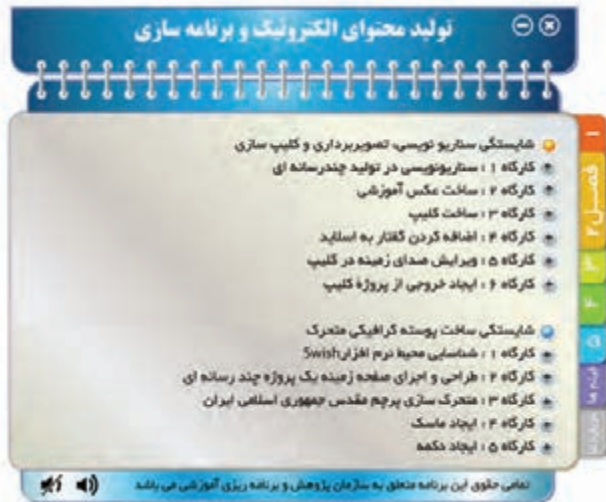 تولید محتوای الکترونیک و برنامه سازی
شایستگی سناریو نویسی، تصویربرداری و کلیپ سازی
کارگاه ۱ : سناریونویسی در تولید چندرسانه ای
کارگاه ۲ : ساخت عکس آموزشی
کارگاه ۳ : ساخت کلیپ
کارگاه ۴ : اضافه کردن گفتار به اسلاید
کارگاه ۵ : ویرایش صدای زمینه در کلیپ
کارگاه ۶ : ایجاد خروجی از پروژه کلیپ
شایستگی ساخت پوسته گرافیکی متحرک
کارگاه ۱ : شناسایی محیط نرم افزار Swish
کارگاه ۲ : طراحی و اجرای صفحه زمینه یک پروژه چند رسانه ای
کارگاه ۳ : متحرک سازی پرچم مقدس جمهوری اسلامی ایران
کارگاه ۴ : ایجاد ماسک
کارگاه ۵ : ایجاد دکمه
۱
فصل ۲
۳
۴
۵
فیلم ها
تمامی حقوق این برنامه متعلق به سازمان پژوهش و برنامه ریزی آموزشی می باشد